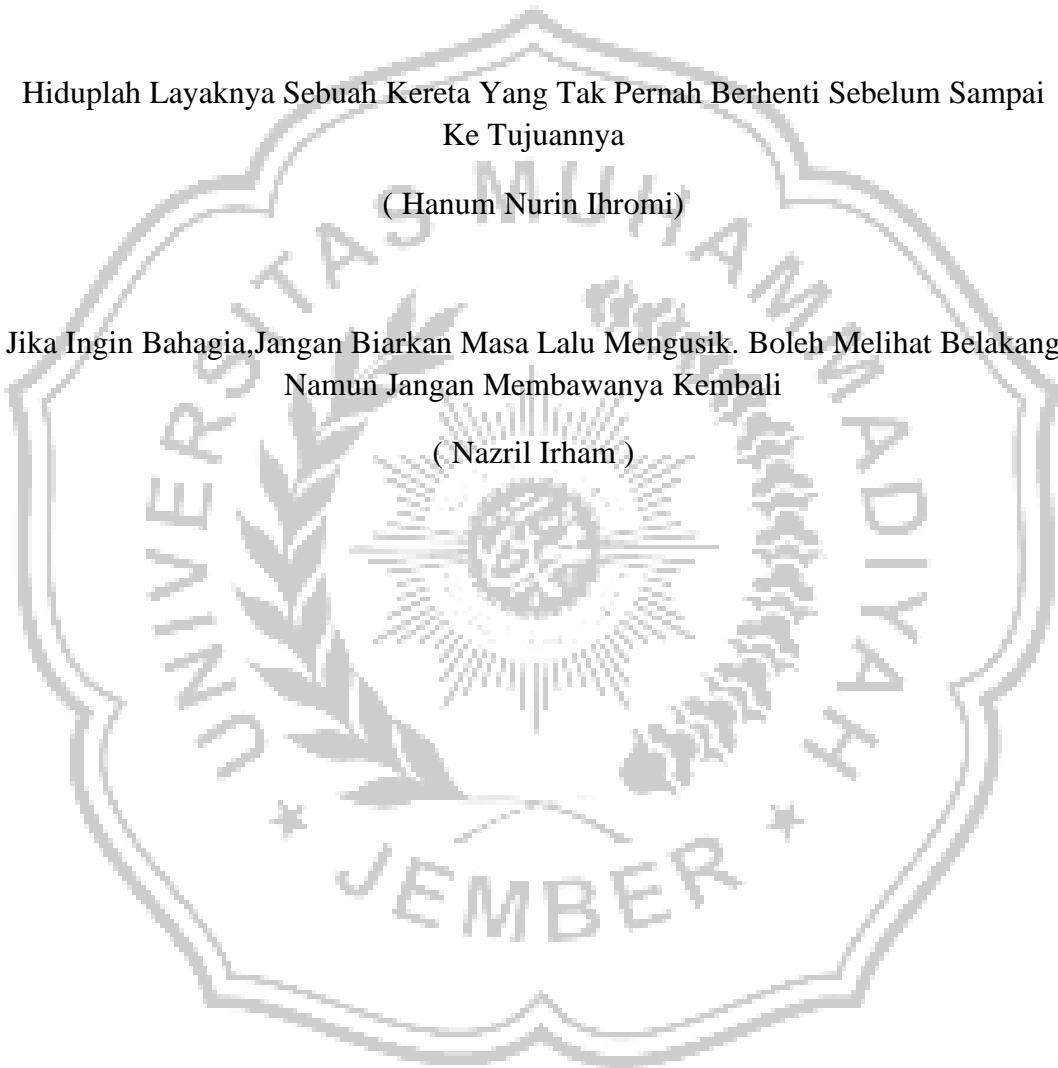 Hiduplah Layaknya Sebuah Kereta Yang Tak Pernah Berhenti Sebelum Sampai
Ke Tujuannya
( Hanum Nurin Ihromi)
Jika Ingin Bahagia,Jangan Biarkan Masa Lalu Mengusik. Boleh Melihat Belakang
Namun Jangan Membawanya Kembali
( Nazril Irham )
UNIVERSITAS MUHAMMADIYAH
JEMBER